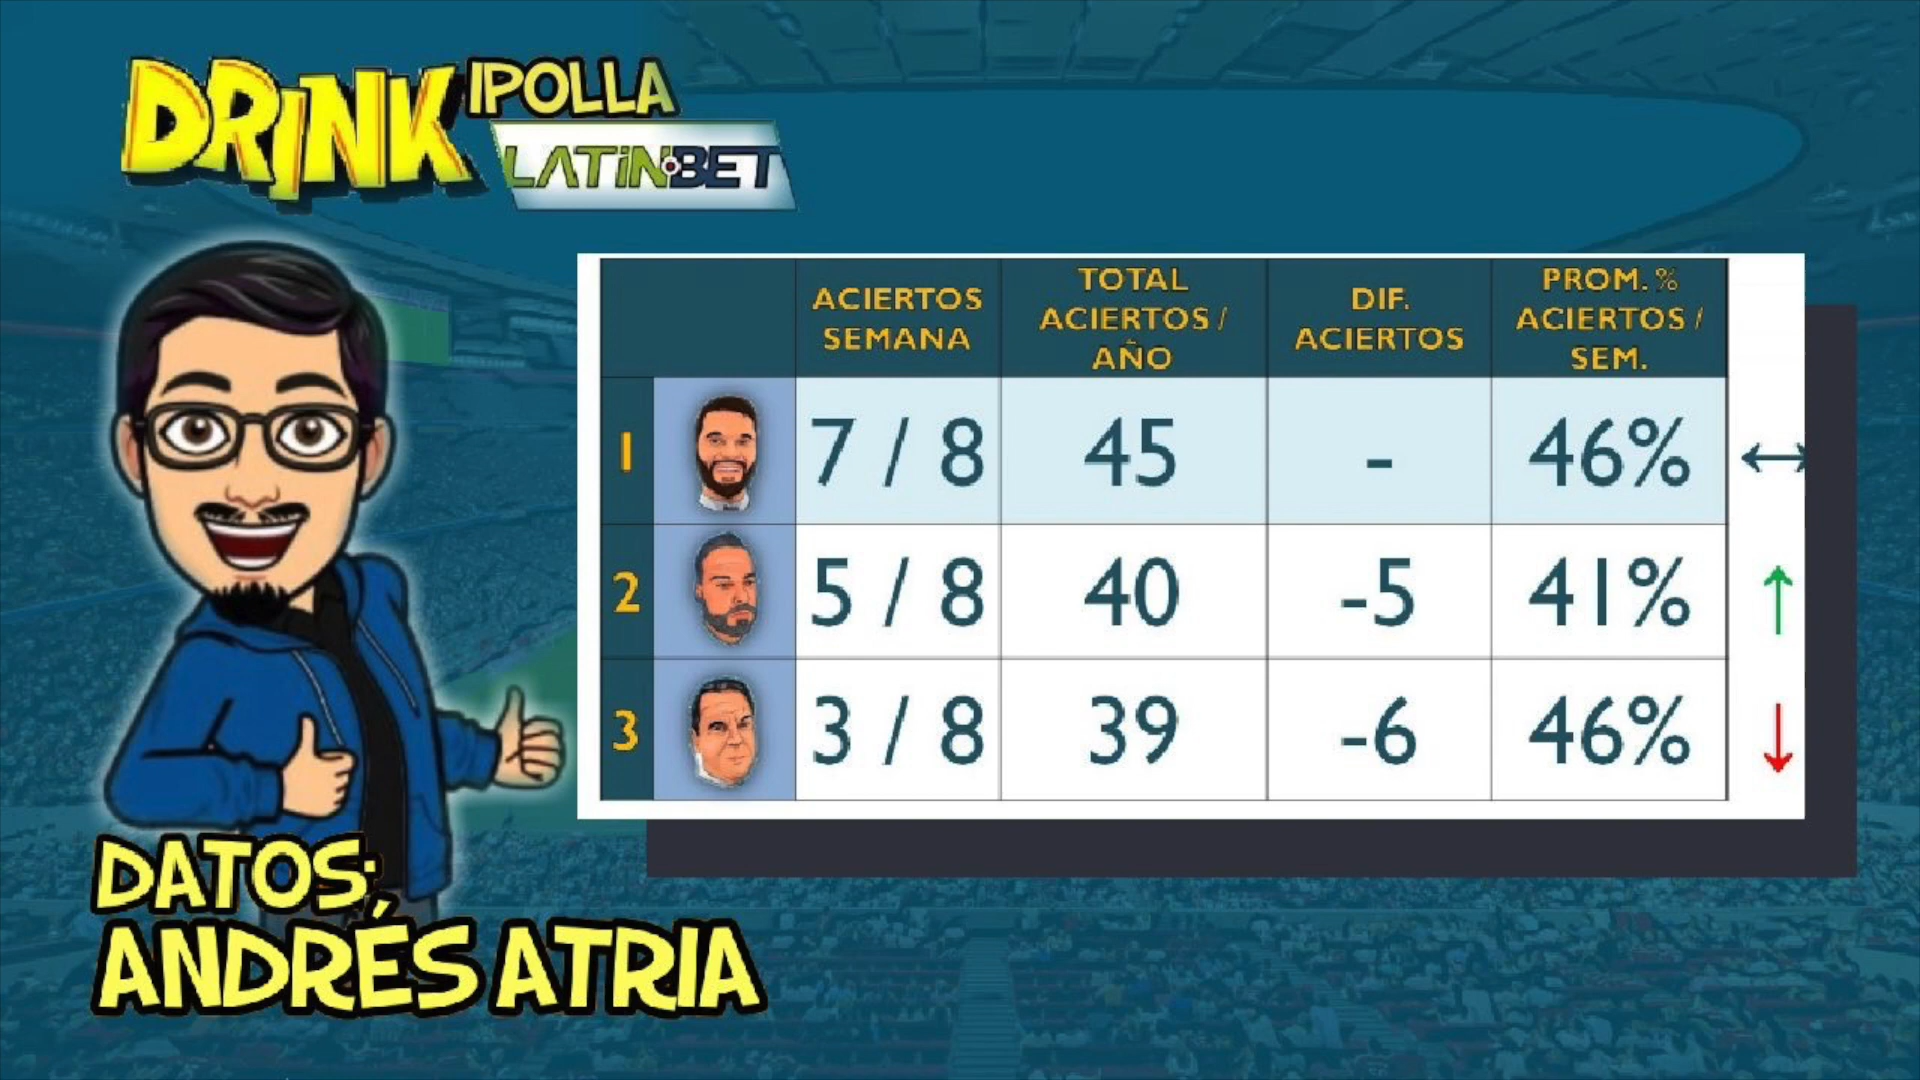 DRINK IPOLLA
LATINBET
ACIERTOS SEMANA
TOTAL ACIERTOS / AÑO
DIF. ACIERTOS
PROM. % ACIERTOS / SEM.
1 7 / 8 45 - 46% ↔
2 5 / 8 40 -5 41% ↑
3 3 / 8 39 -6 46% ↓
DATOS;
ANDRÉS ATRIA